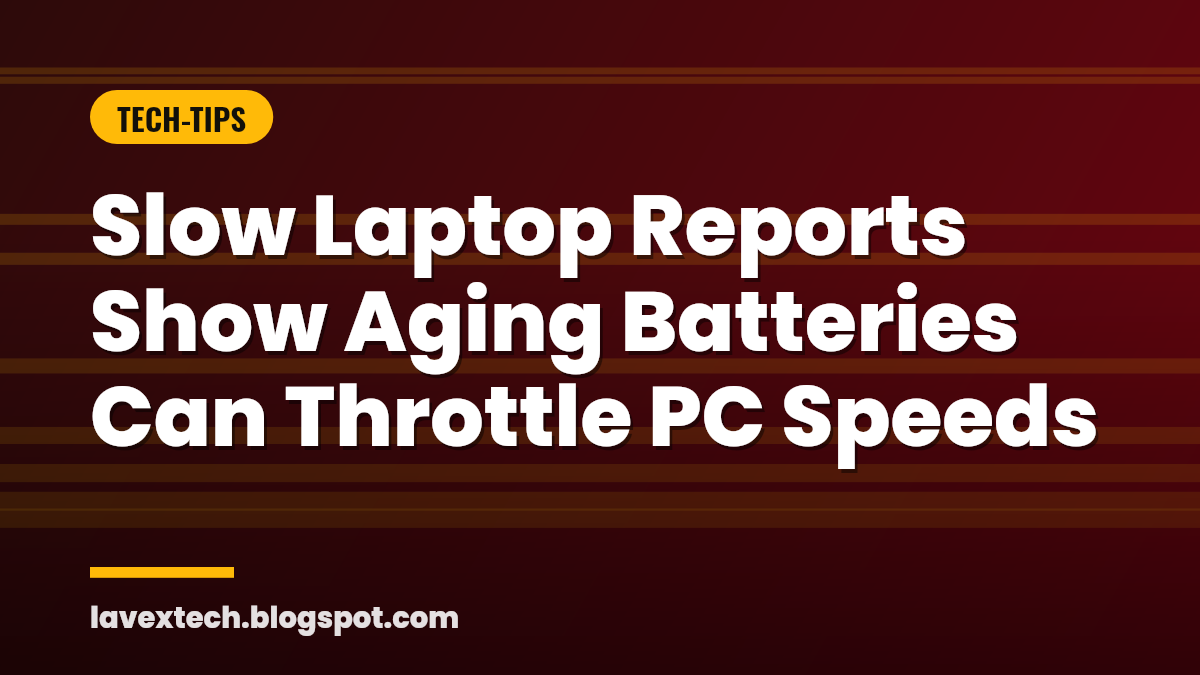 TECH-TIPS
Slow Laptop Reports
Show Aging Batteries
Can Throttle PC Speeds
lavextech.blogspot.com